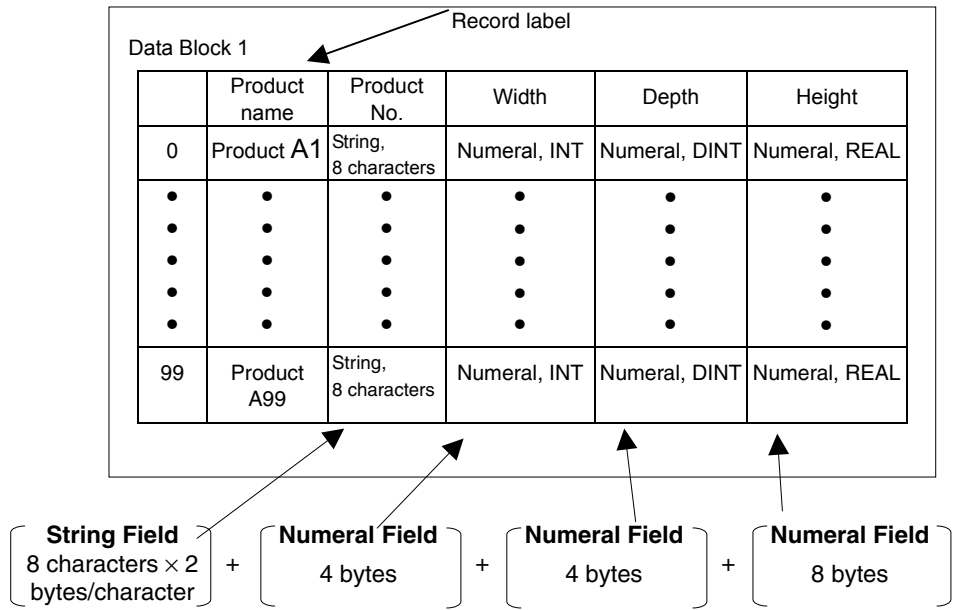 Record label
Data Block 1
Product name Product No. Width Depth Height
0 Product A1 String, 8 characters Numeral, INT Numeral, DINT Numeral, REAL
99 Product A99 String, 8 characters Numeral, INT Numeral, DINT Numeral, REAL
String Field Numeral Field Numeral Field Numeral Field
8 characters × 2 bytes/character + 4 bytes + 4 bytes + 8 bytes